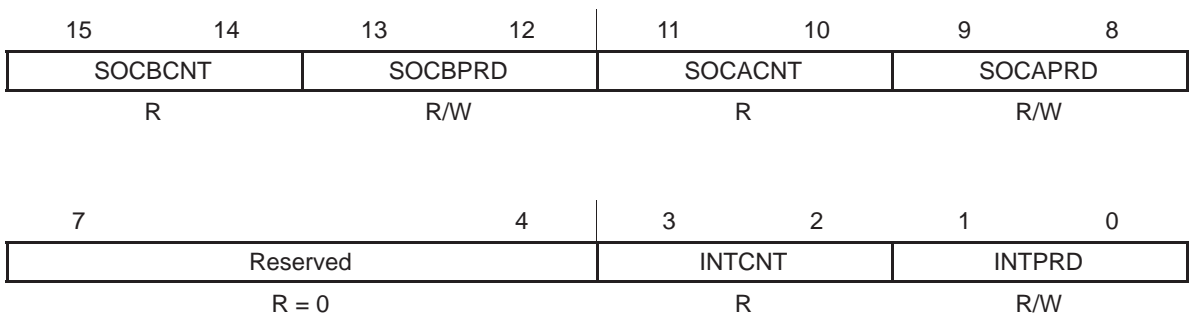 15 14 13 12 11 10 9 8
SOCBCNT SOCBPRD SOCACNT SOCAPRD
R R/W R R/W
7 4 3 2 1 0
Reserved INTCNT INTPRD
R = 0 R R/W